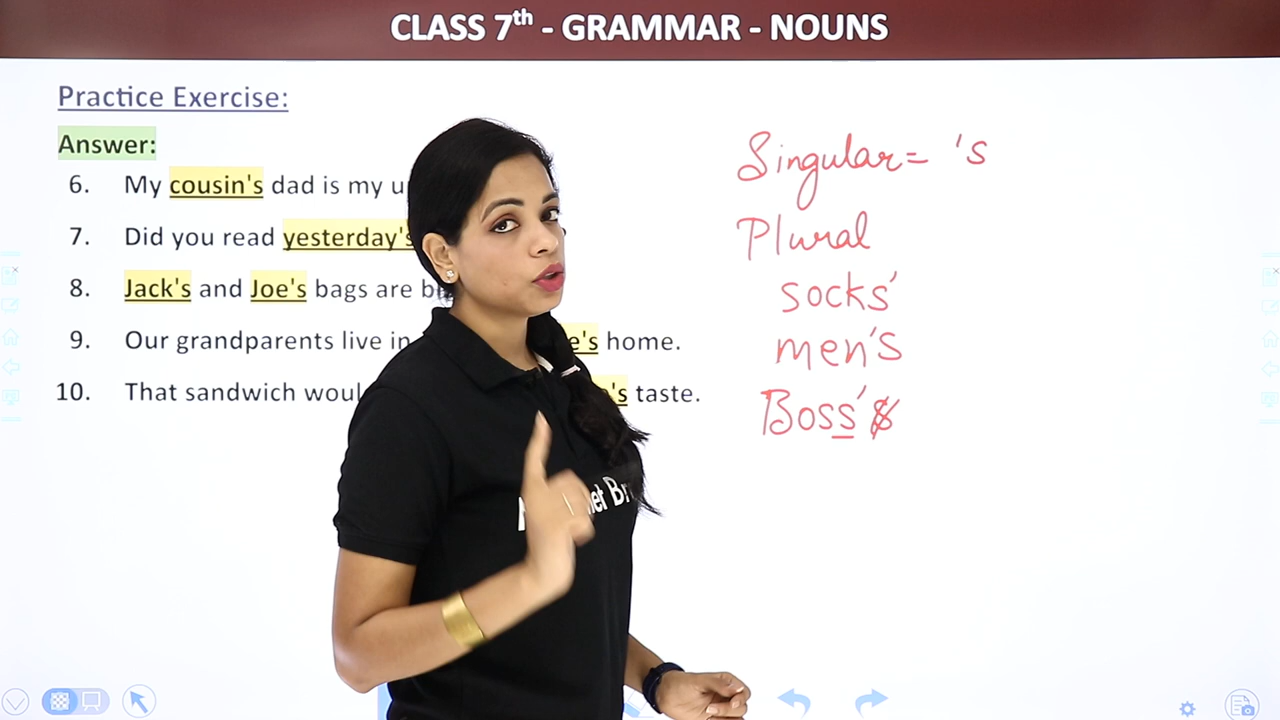 CLASS 7th - GRAMMAR - NOUNS
Practice Exercise:
Answer:
6. My cousin's dad is my
7. Did you read yesterday's
8. Jack's and Joe's bags are
9. Our grandparents live in home.
10. That sandwich taste.
Singular = 's
Plural
socks'
men's
Boss'